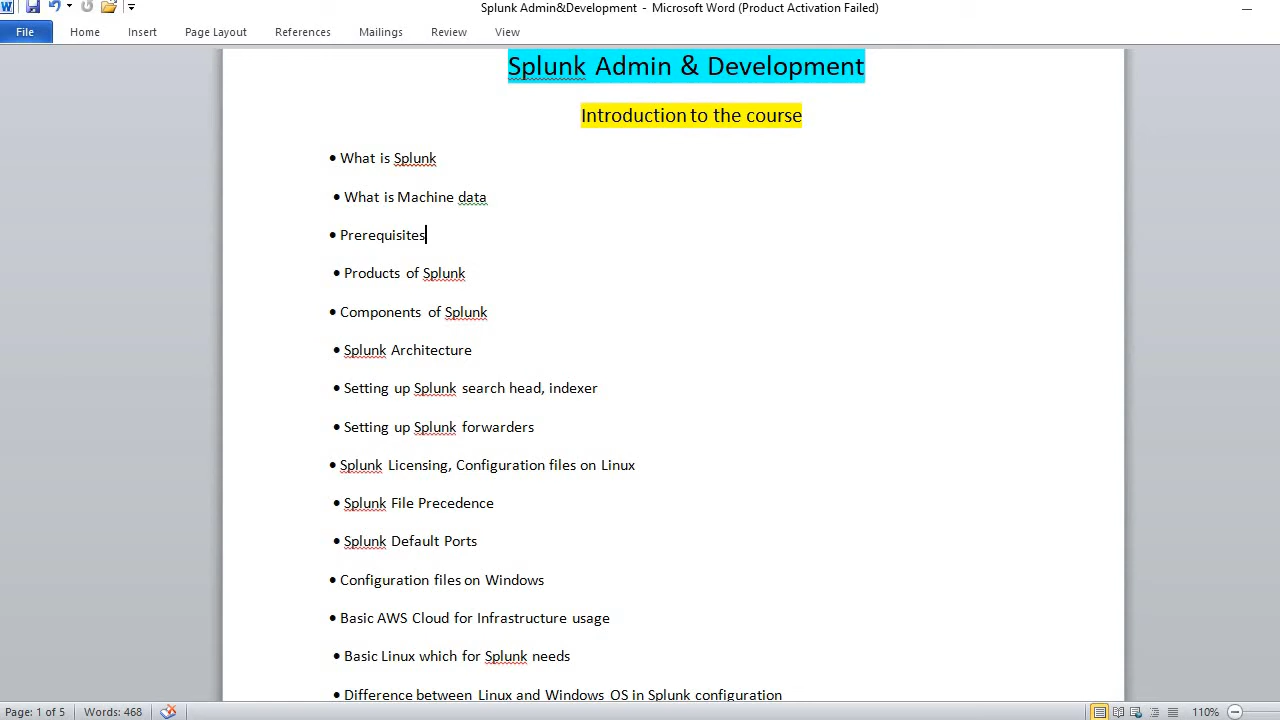 Splunk Admin&Development - Microsoft Word (Product Activation Failed)
File Home Insert Page Layout References Mailings Review View
Splunk Admin & Development
Introduction to the course
• What is Splunk
• What is Machine data
• Prerequisites
• Products of Splunk
• Components of Splunk
• Splunk Architecture
• Setting up Splunk search head, indexer
• Setting up Splunk forwarders
• Splunk Licensing, Configuration files on Linux
• Splunk File Precedence
• Splunk Default Ports
• Configuration files on Windows
• Basic AWS Cloud for Infrastructure usage
• Basic Linux which for Splunk needs
• Difference between Linux and Windows OS in Splunk configuration
Page: 1 of 5 Words: 468 110%